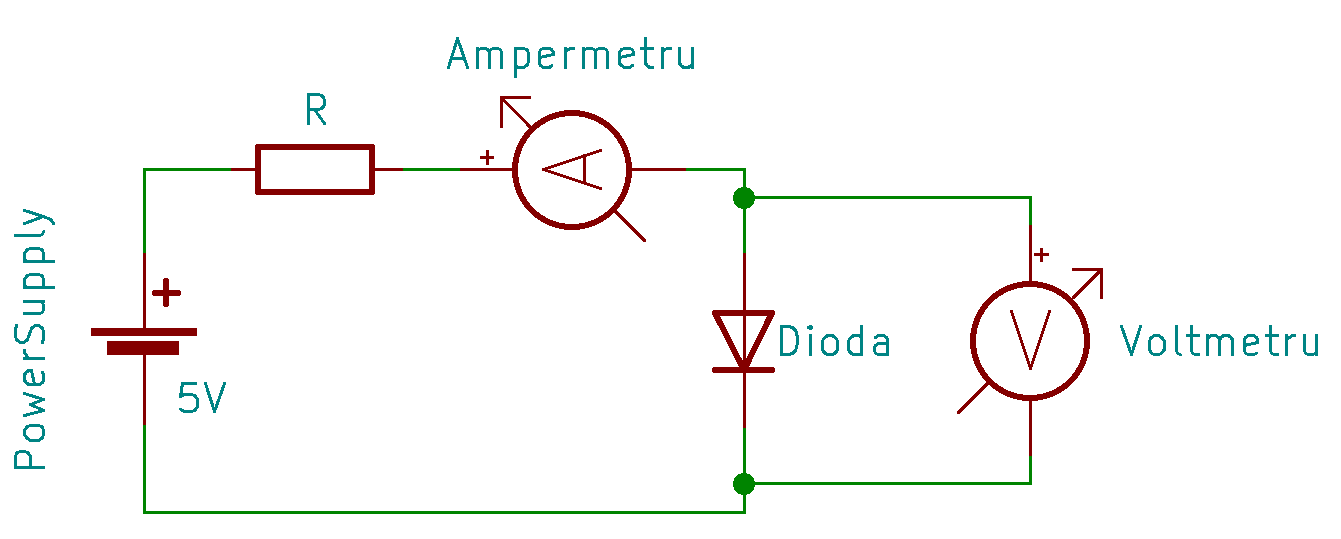 Ampermetru
R
+
A
PowerSupply
+
5V
Dioda
+
V
Voltmetru